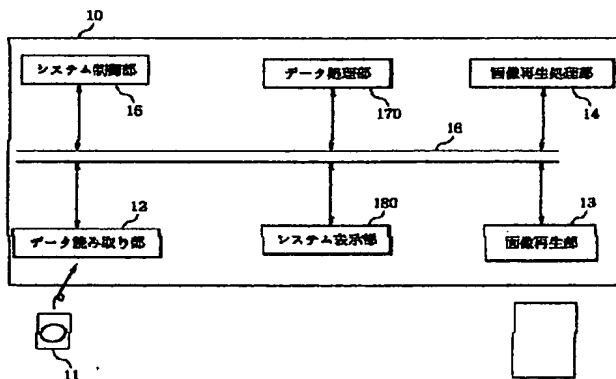 10
システム制御部
データ処理部
画像再生処理部
15
170
14
16
12
180
13
データ読み取り部
システム表示部
画像再生部
11